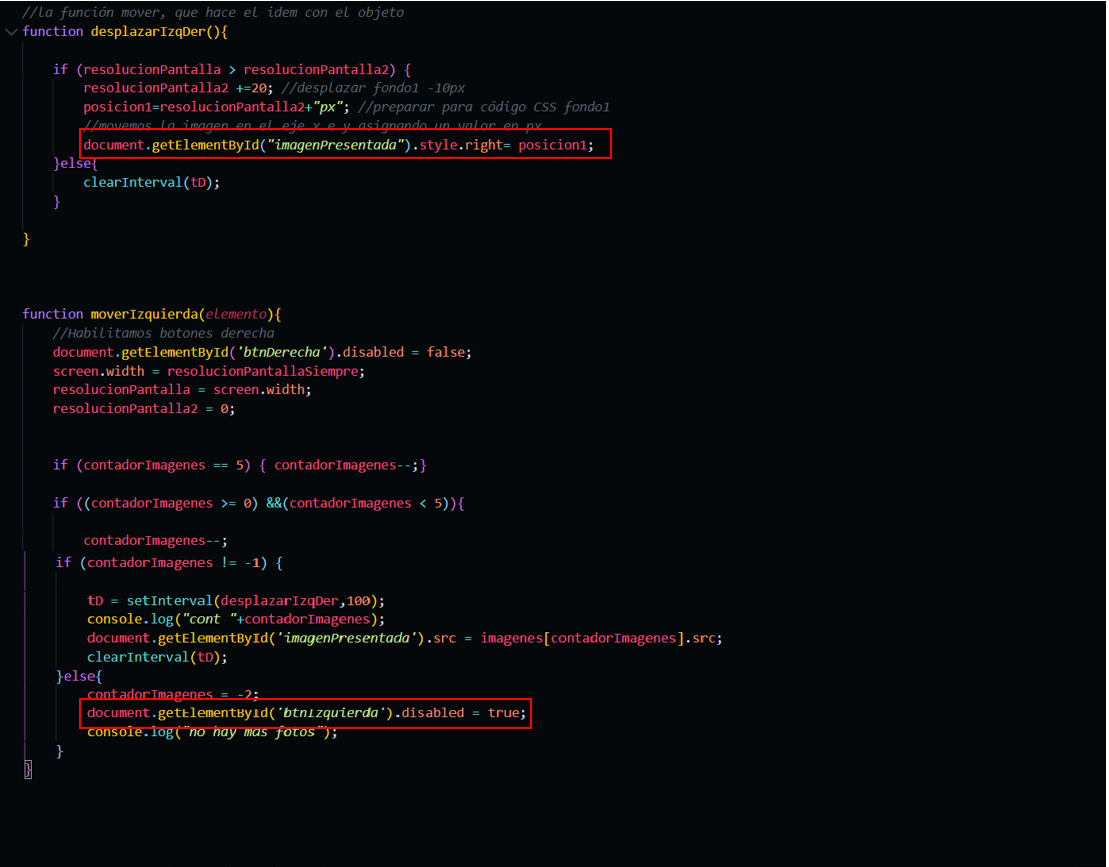 //la función mover, que hace el idem con el objeto
function desplazarIzqDer(){
if (resolucionPantalla > resolucionPantalla2) {
resolucionPantalla2 +=20; //desplazar fondo1 -10px
posicion1=resolucionPantalla2+"px"; //preparar para código CSS fondo1
//movemos la imagen en el eje x e y asignando un valor en px
document.getElementById("imagenPresentada").style.right= posicion1;
}else{
clearInterval(tD);
}
}
function moverIzquierda(elemento){
//Habilitamos botones derecha
document.getElementById('btnDerecha').disabled = false;
screen.width = resolucionPantallaSiempre;
resolucionPantalla = screen.width;
resolucionPantalla2 = 0;
if (contadorImagenes == 5) { contadorImagenes--;}
if ((contadorImagenes >= 0) &&(contadorImagenes < 5)){
contadorImagenes--;
if (contadorImagenes != -1) {
tD = setInterval(desplazarIzqDer,100);
console.log("cont "+contadorImagenes);
document.getElementById('imagenPresentada').src = imagenes[contadorImagenes].src;
clearInterval(tD);
}else{
contadorImagenes = -2;
document.getElementById('btnIzquierda').disabled = true;
console.log("no hay mas fotos");
}
}